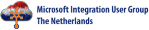 Microsoft Integration User Group
The Netherlands